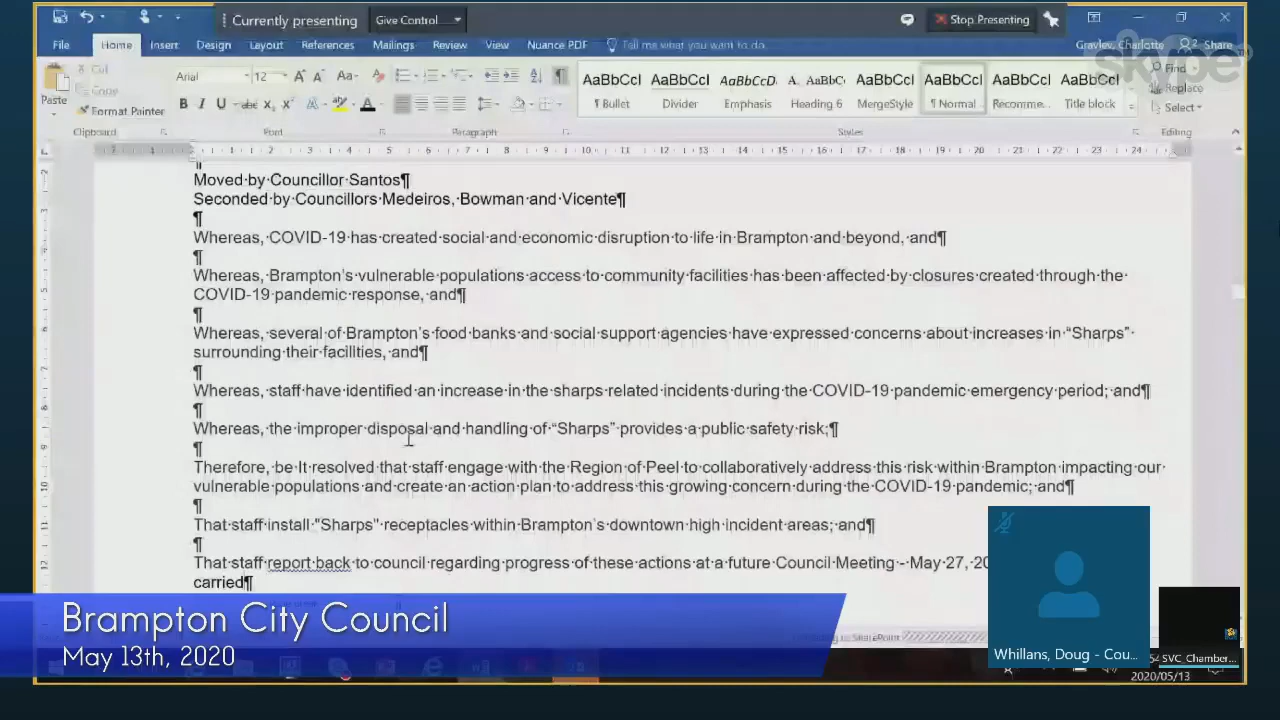 Currently presenting
Give Control
Stop Presenting
File Home Insert Design Layout References Mailings Review View Nuance PDF Tell me what you want to do... Gravlev, Charlotte Share
skype
Cut
Copy
Paste
Format Painter
Arial 12
AaBbCcI AaBbCcI AaBbCcD A. AaBbC AaBbCcI AaBbCcI AaBbCcI AaBbCcI
¶ Bullet Divider Emphasis Heading 6 MergeStyle ¶ Normal Recomme... Title block
Find
Replace
Select
Clipboard Font Paragraph Styles Editing
Moved by Councillor Santos¶
Seconded by Councillors Medeiros, Bowman and Vicente¶
¶
Whereas, COVID-19 has created social and economic disruption to life in Brampton and beyond, and¶
¶
Whereas, Brampton's vulnerable populations access to community facilities has been affected by closures created through the
COVID-19 pandemic response, and¶
¶
Whereas, several of Brampton's food banks and social support agencies have expressed concerns about increases in “Sharps”
surrounding their facilities, and¶
¶
Whereas, staff have identified an increase in the sharps related incidents during the COVID-19 pandemic emergency period; and¶
¶
Whereas, the improper disposal and handling of “Sharps” provides a public safety risk;¶
¶
Therefore, be It resolved that staff engage with the Region of Peel to collaboratively address this risk within Brampton impacting our
vulnerable populations and create an action plan to address this growing concern during the COVID-19 pandemic; and¶
¶
That staff install "Sharps" receptacles within Brampton's downtown high incident areas; and¶
¶
That staff report back to council regarding progress of these actions at a future Council Meeting - May 27, 20
carried¶
Brampton City Council
May 13th, 2020
Whillans, Doug - Cou...
SVC_Chamber...
2020/05/13